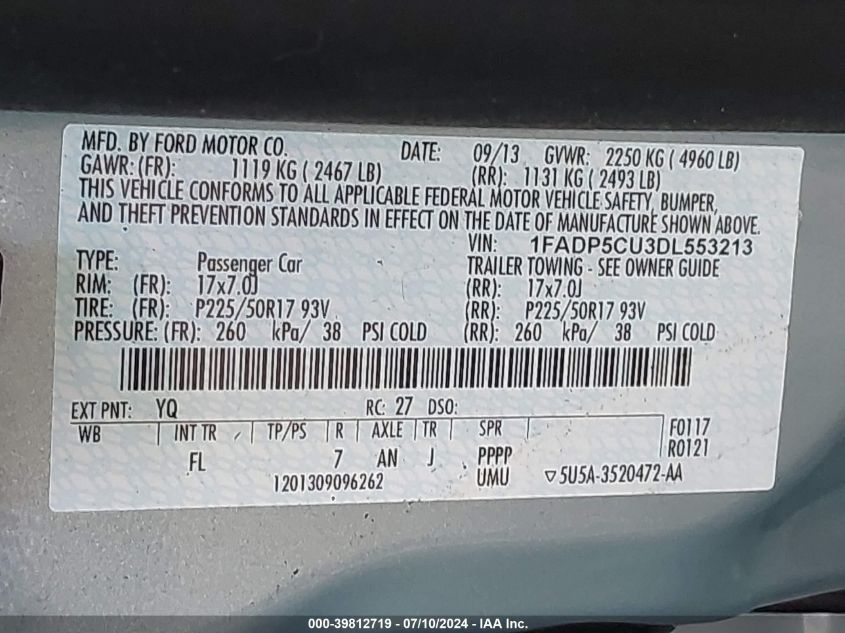 MFD. BY FORD MOTOR CO. DATE: 09/13 GVWR: 2250 KG ( 4960 LB)
GAWR: (FR): 1119 KG ( 2467 LB) (RR): 1131 KG ( 2493 LB)
THIS VEHICLE CONFORMS TO ALL APPLICABLE FEDERAL MOTOR VEHICLE SAFETY, BUMPER,
AND THEFT PREVENTION STANDARDS IN EFFECT ON THE DATE OF MANUFACTURE SHOWN ABOVE.
VIN: 1FADP5CU3DL553213
TYPE: Passenger Car TRAILER TOWING - SEE OWNER GUIDE
RIM: (FR): 17x7.0J (RR): 17x7.0J
TIRE: (FR): P225/50R17 93V (RR): P225/50R17 93V
PRESSURE: (FR): 260 kPa/ 38 PSI COLD (RR): 260 kPa/ 38 PSI COLD
EXT PNT: YQ RC: 27 DSO:
WB INT TR TP/PS R AXLE TR SPR F0117
FL 7 AN J PPPP R0121
1201309096262 UMU ▽5U5A-3520472-AA
000-39812719 - 07/10/2024 - IAA Inc.